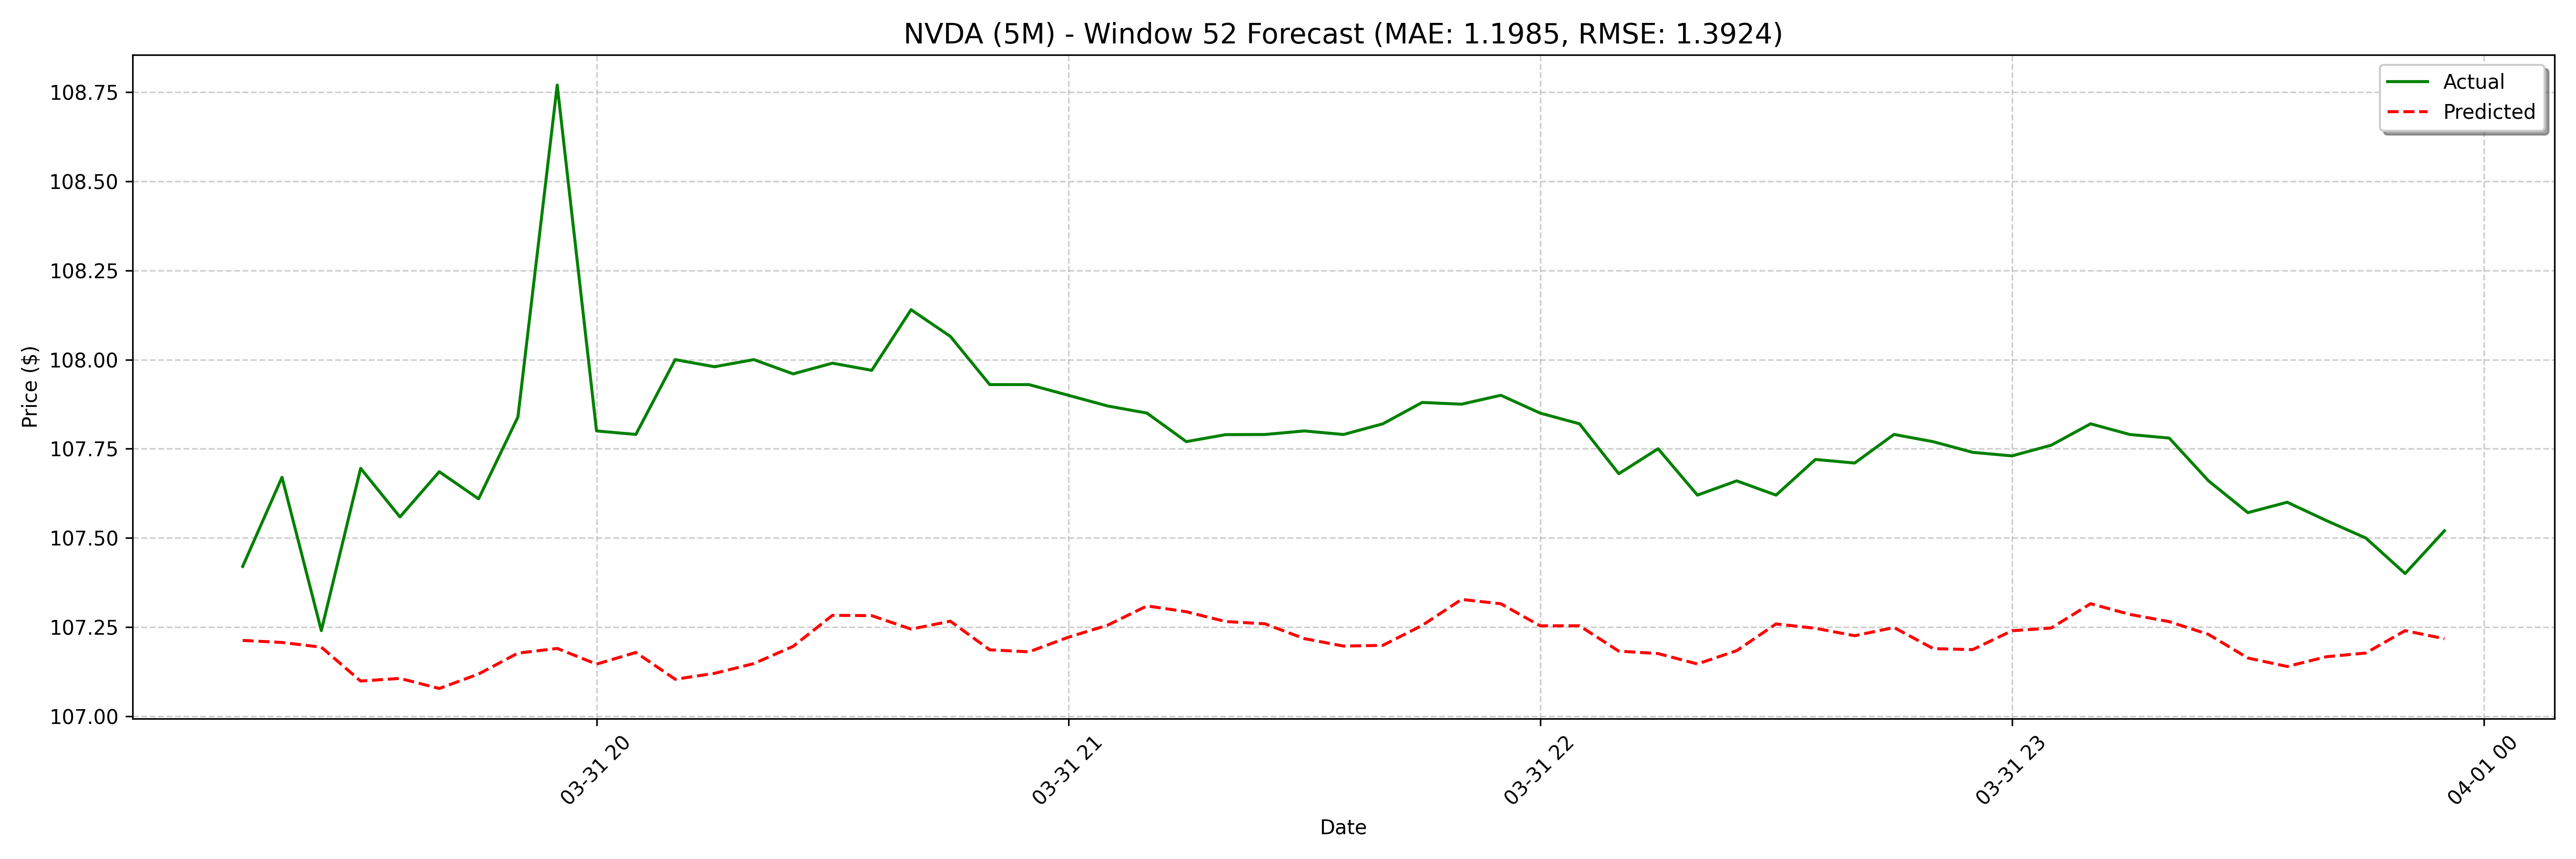 NVDA (5M) - Window 52 Forecast (MAE: 1.1985, RMSE: 1.3924)
Actual
Predicted
Price ($)
108.75
108.50
108.25
108.00
107.75
107.50
107.25
107.00
03-31 20
03-31 21
03-31 22
03-31 23
04-01 00
Date